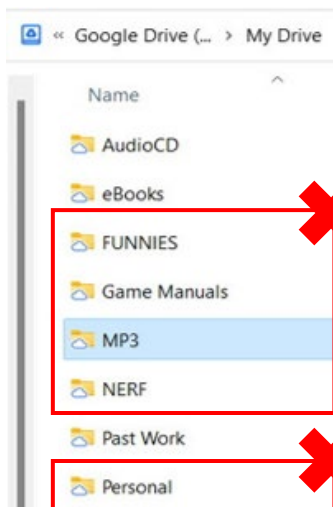 « Google Drive (... > My Drive
Name
AudioCD
eBooks
FUNNIES
Game Manuals
MP3
NERF
Past Work
Personal